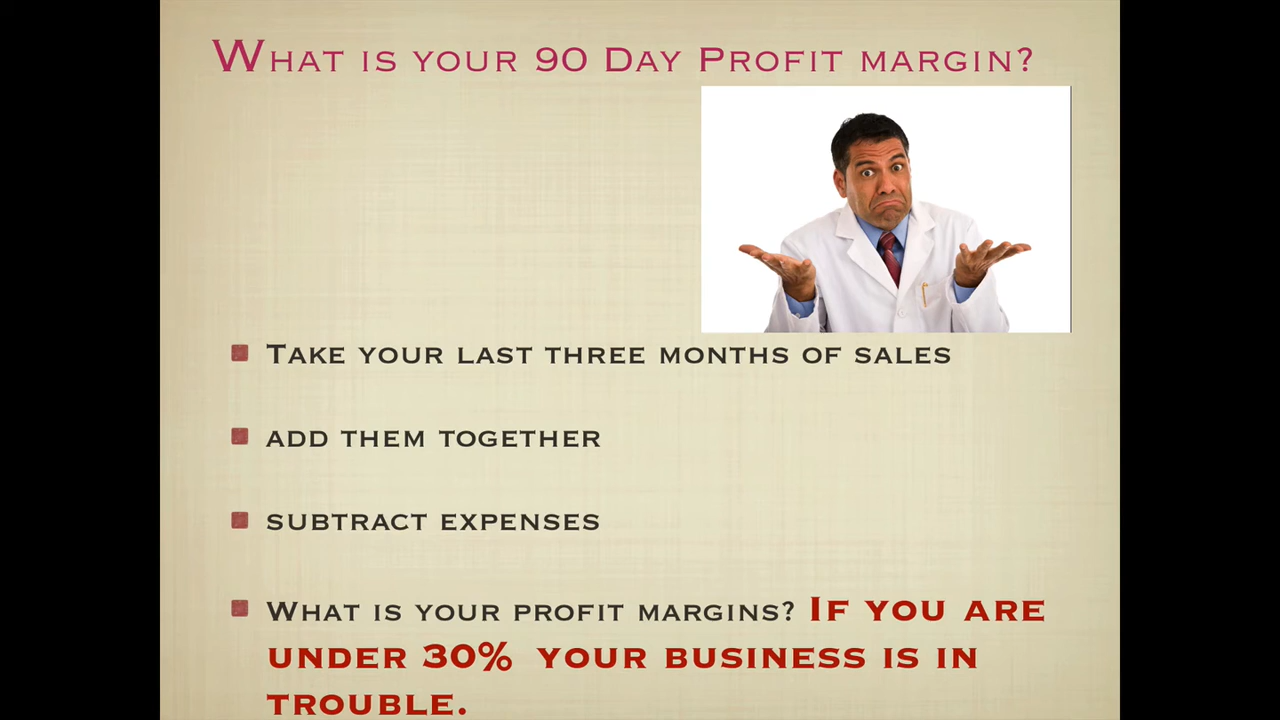 What is your 90 Day Profit margin?
Take your last three months of sales
add them together
subtract expenses
What is your profit margins? If you are
under 30% your business is in
trouble.